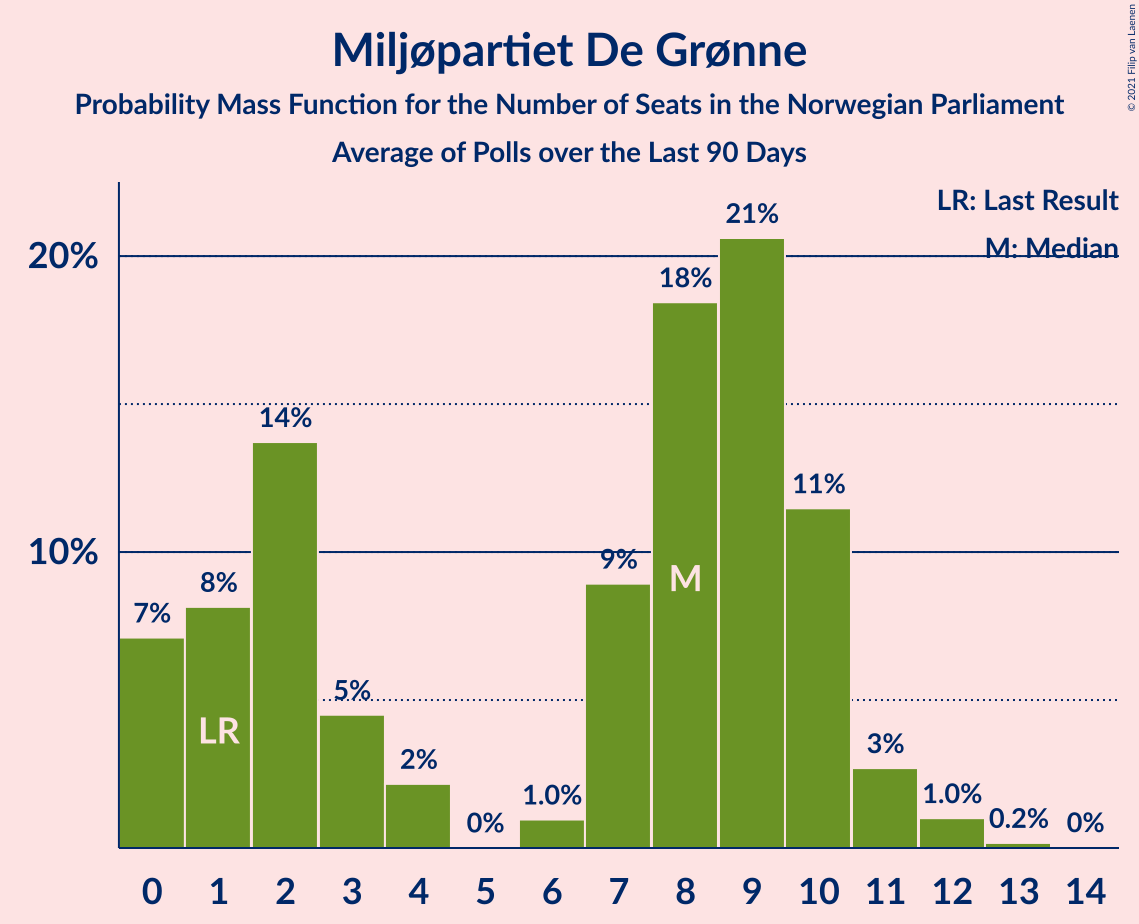 Miljøpartiet De Grønne
Probability Mass Function for the Number of Seats in the Norwegian Parliament
Average of Polls over the Last 90 Days
© 2021 Filip van Laenen
LR: Last Result
M: Median
20%
10%
7%
8%
14%
5%
2%
0%
1.0%
9%
18%
21%
11%
3%
1.0%
0.2%
0%
LR
M
0 1 2 3 4 5 6 7 8 9 10 11 12 13 14